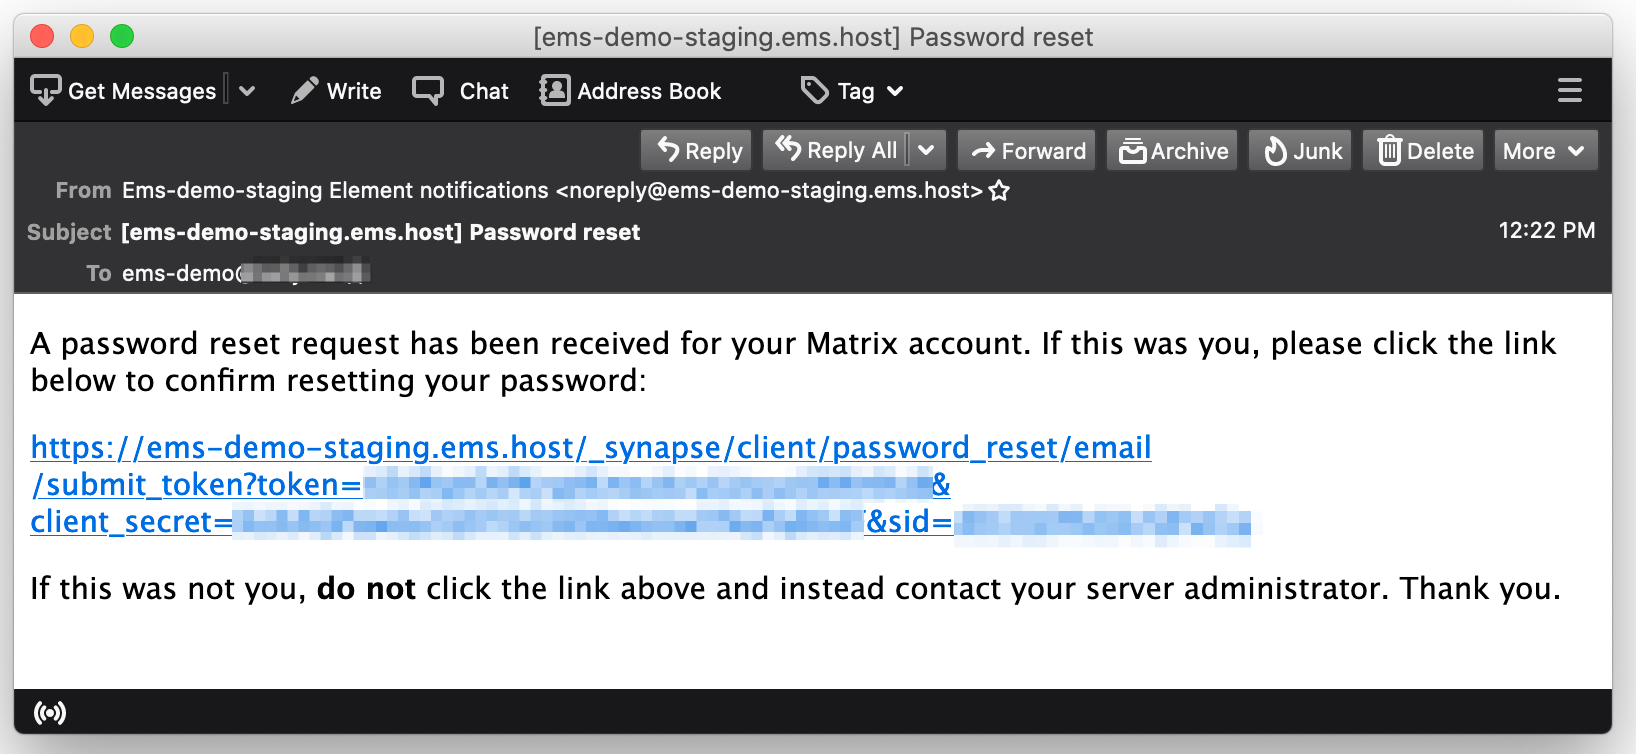 [ems-demo-staging.ems.host] Password reset
Get Messages Write Chat Address Book Tag
Reply Reply All Forward Archive Junk Delete More
From Ems-demo-staging Element notifications <noreply@ems-demo-staging.ems.host>
Subject [ems-demo-staging.ems.host] Password reset 12:22 PM
To ems-demo@
A password reset request has been received for your Matrix account. If this was you, please click the link
below to confirm resetting your password:
https://ems-demo-staging.ems.host/_synapse/client/password_reset/email
/submit_token?token= &
client_secret= &sid=
If this was not you, do not click the link above and instead contact your server administrator. Thank you.